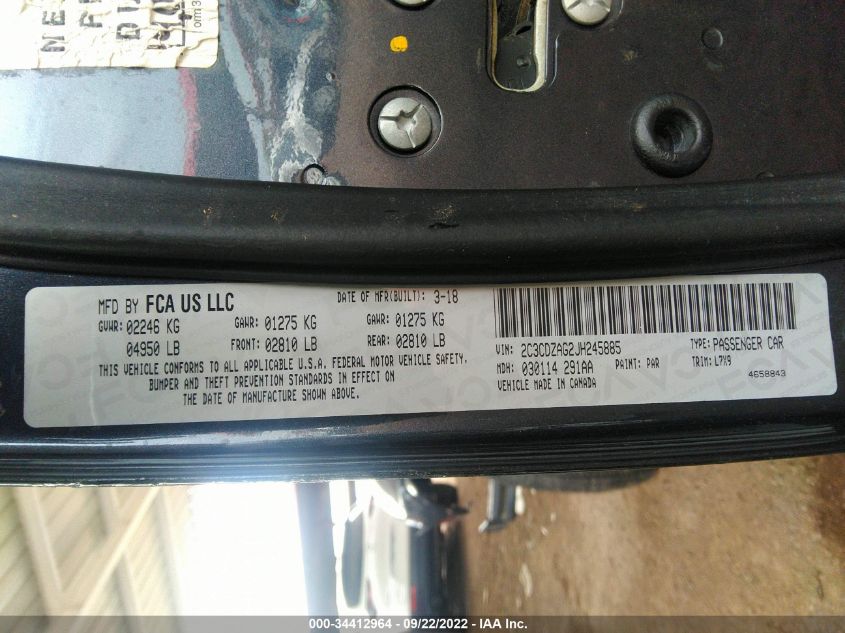 MFD BY FCA US LLC
DATE OF MFR(BUILT): 3-18
GVWR: 02246 KG
GAWR: 01275 KG
GAWR: 01275 KG
04950 LB
FRONT: 02810 LB
REAR: 02810 LB
THIS VEHICLE CONFORMS TO ALL APPLICABLE U.S.A. FEDERAL MOTOR VEHICLE SAFETY,
BUMPER AND THEFT PREVENTION STANDARDS IN EFFECT ON
THE DATE OF MANUFACTURE SHOWN ABOVE.
VIN: 2C3CDZAG2JH245885
TYPE: PASSENGER CAR
MDH: 030114 291AA
PAINT: PAR
TRIM: L7X9
VEHICLE MADE IN CANADA
4658843
000-34412964 - 09/22/2022 - IAA Inc.